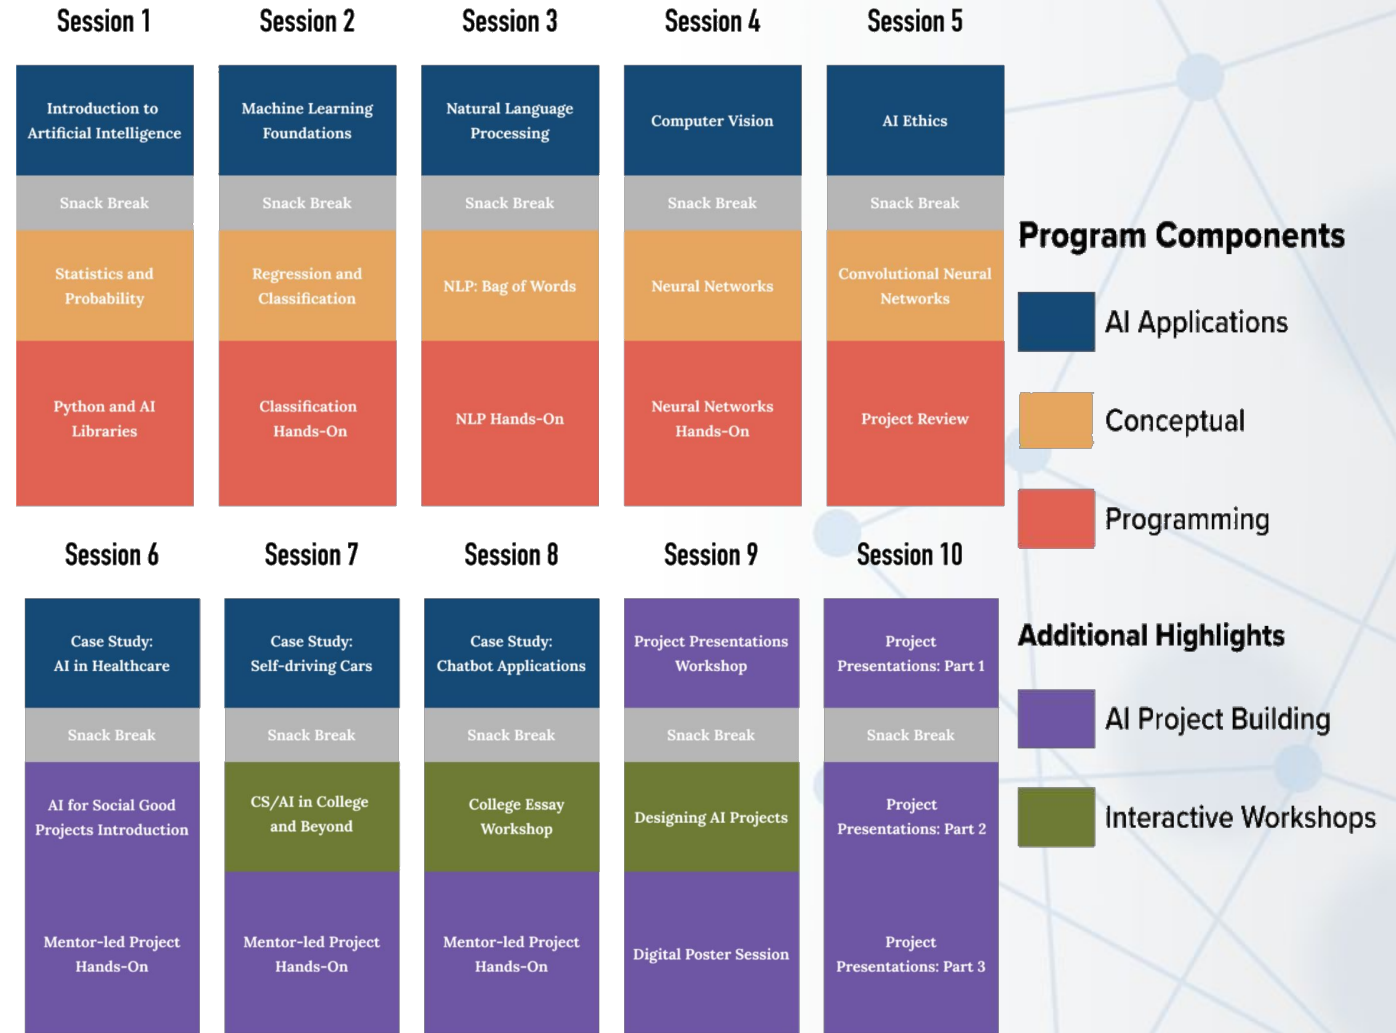 Session 1
Session 2
Session 3
Session 4
Session 5
Introduction to
Artificial Intelligence
Machine Learning
Foundations
Natural Language
Processing
Computer Vision
AI Ethics
Snack Break
Snack Break
Snack Break
Snack Break
Snack Break
Statistics and
Probability
Regression and
Classification
NLP: Bag of Words
Neural Networks
Convolutional Neural
Networks
Python and AI
Libraries
Classification
Hands-On
NLP Hands-On
Neural Networks
Hands-On
Project Review
Program Components
AI Applications
Conceptual
Programming
Session 6
Session 7
Session 8
Session 9
Session 10
Case Study:
AI in Healthcare
Case Study:
Self-driving Cars
Case Study:
Chatbot Applications
Project Presentations
Workshop
Project
Presentations: Part 1
Snack Break
Snack Break
Snack Break
Snack Break
Snack Break
AI for Social Good
Projects Introduction
CS/AI in College
and Beyond
College Essay
Workshop
Designing AI Projects
Project
Presentations: Part 2
Mentor-led Project
Hands-On
Mentor-led Project
Hands-On
Mentor-led Project
Hands-On
Digital Poster Session
Project
Presentations: Part 3
Additional Highlights
AI Project Building
Interactive Workshops